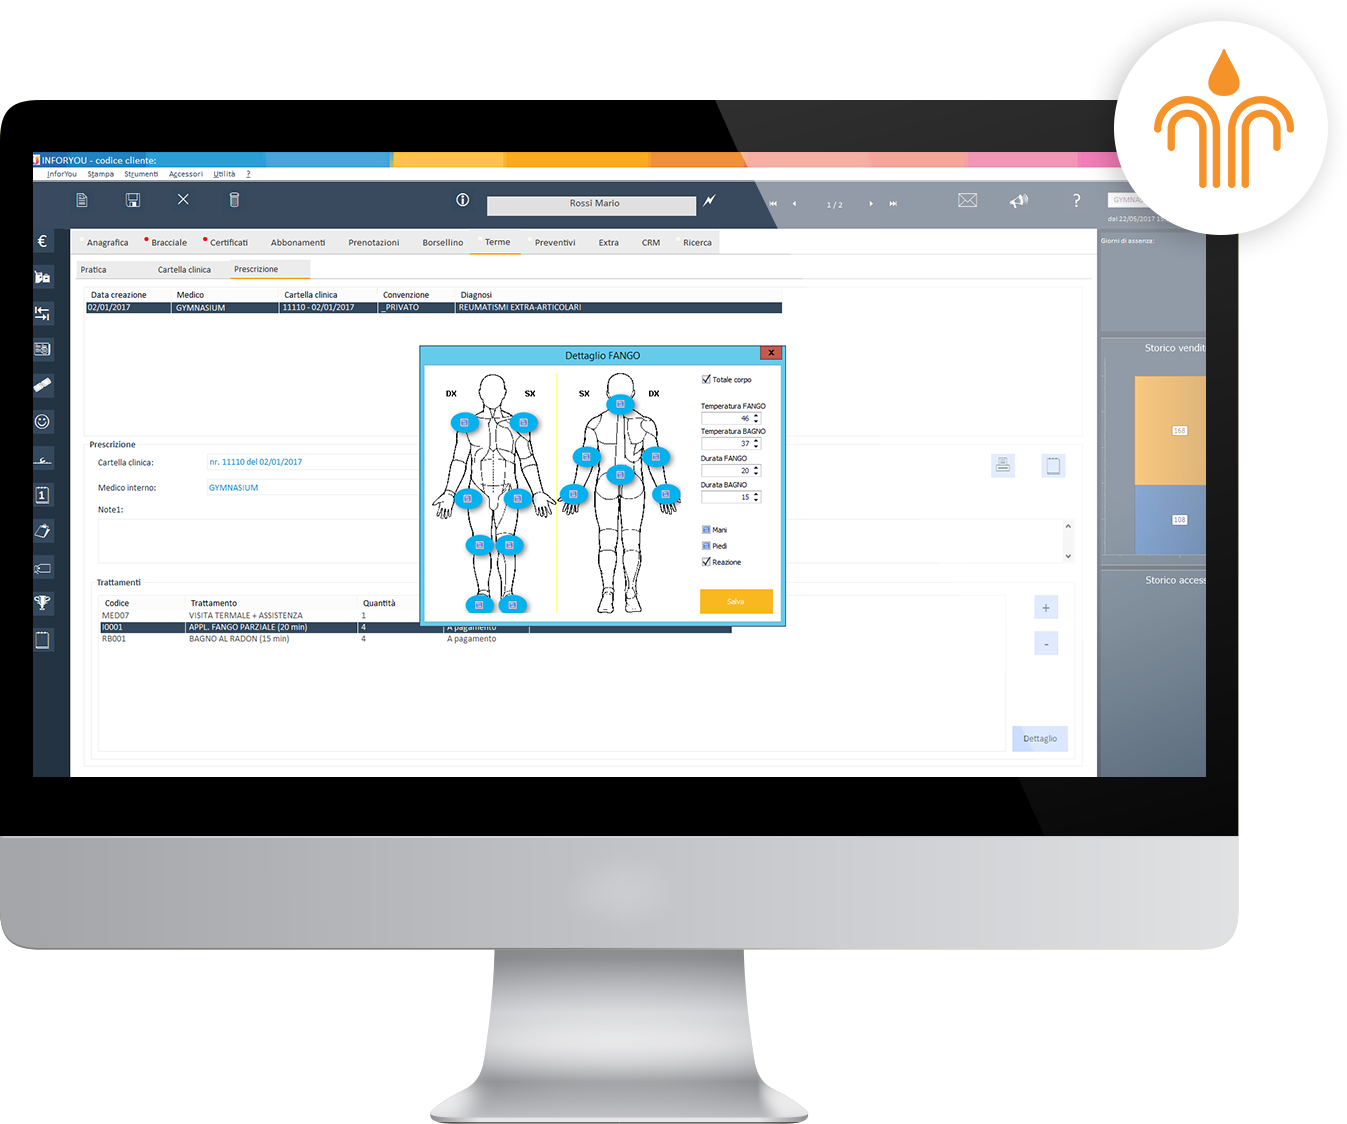 INFORYOU - codice cliente:
InforYou Stampa Strumenti Accessori Utilità ?
Rossi Mario
1 / 2
?
GYMNAS
dal 22/05/2017
Anagrafica Bracciale Certificati Abbonamenti Prenotazioni Borsellino Terme Preventivi Extra CRM Ricerca
Giorni di assenza:
Pratica Cartella clinica Prescrizione
Data creazione Medico Cartella clinica Convenzione Diagnosi
02/01/2017 GYMNASIUM 11110 - 02/01/2017 _PRIVATO REUMATISMI EXTRA-ARTICOLARI
Storico vendit
168
108
Storico access
Dettaglio FANGO
x
DX SX SX DX
Totale corpo
Temperatura FANGO
46
Temperatura BAGNO
37
Durata FANGO
20
Durata BAGNO
15
Mani
Piedi
Reazione
Salva
Prescrizione
Cartella clinica: nr. 11110 del 02/01/2017
Medico interno: GYMNASIUM
Note1:
Trattamenti
Codice Trattamento Quantità
MED07 VISITA TERMALE + ASSISTENZA 1
I0001 APPL. FANGO PARZIALE (20 min) 4 A pagamento
RB001 BAGNO AL RADON (15 min) 4 A pagamento
+
-
Dettaglio
€
1